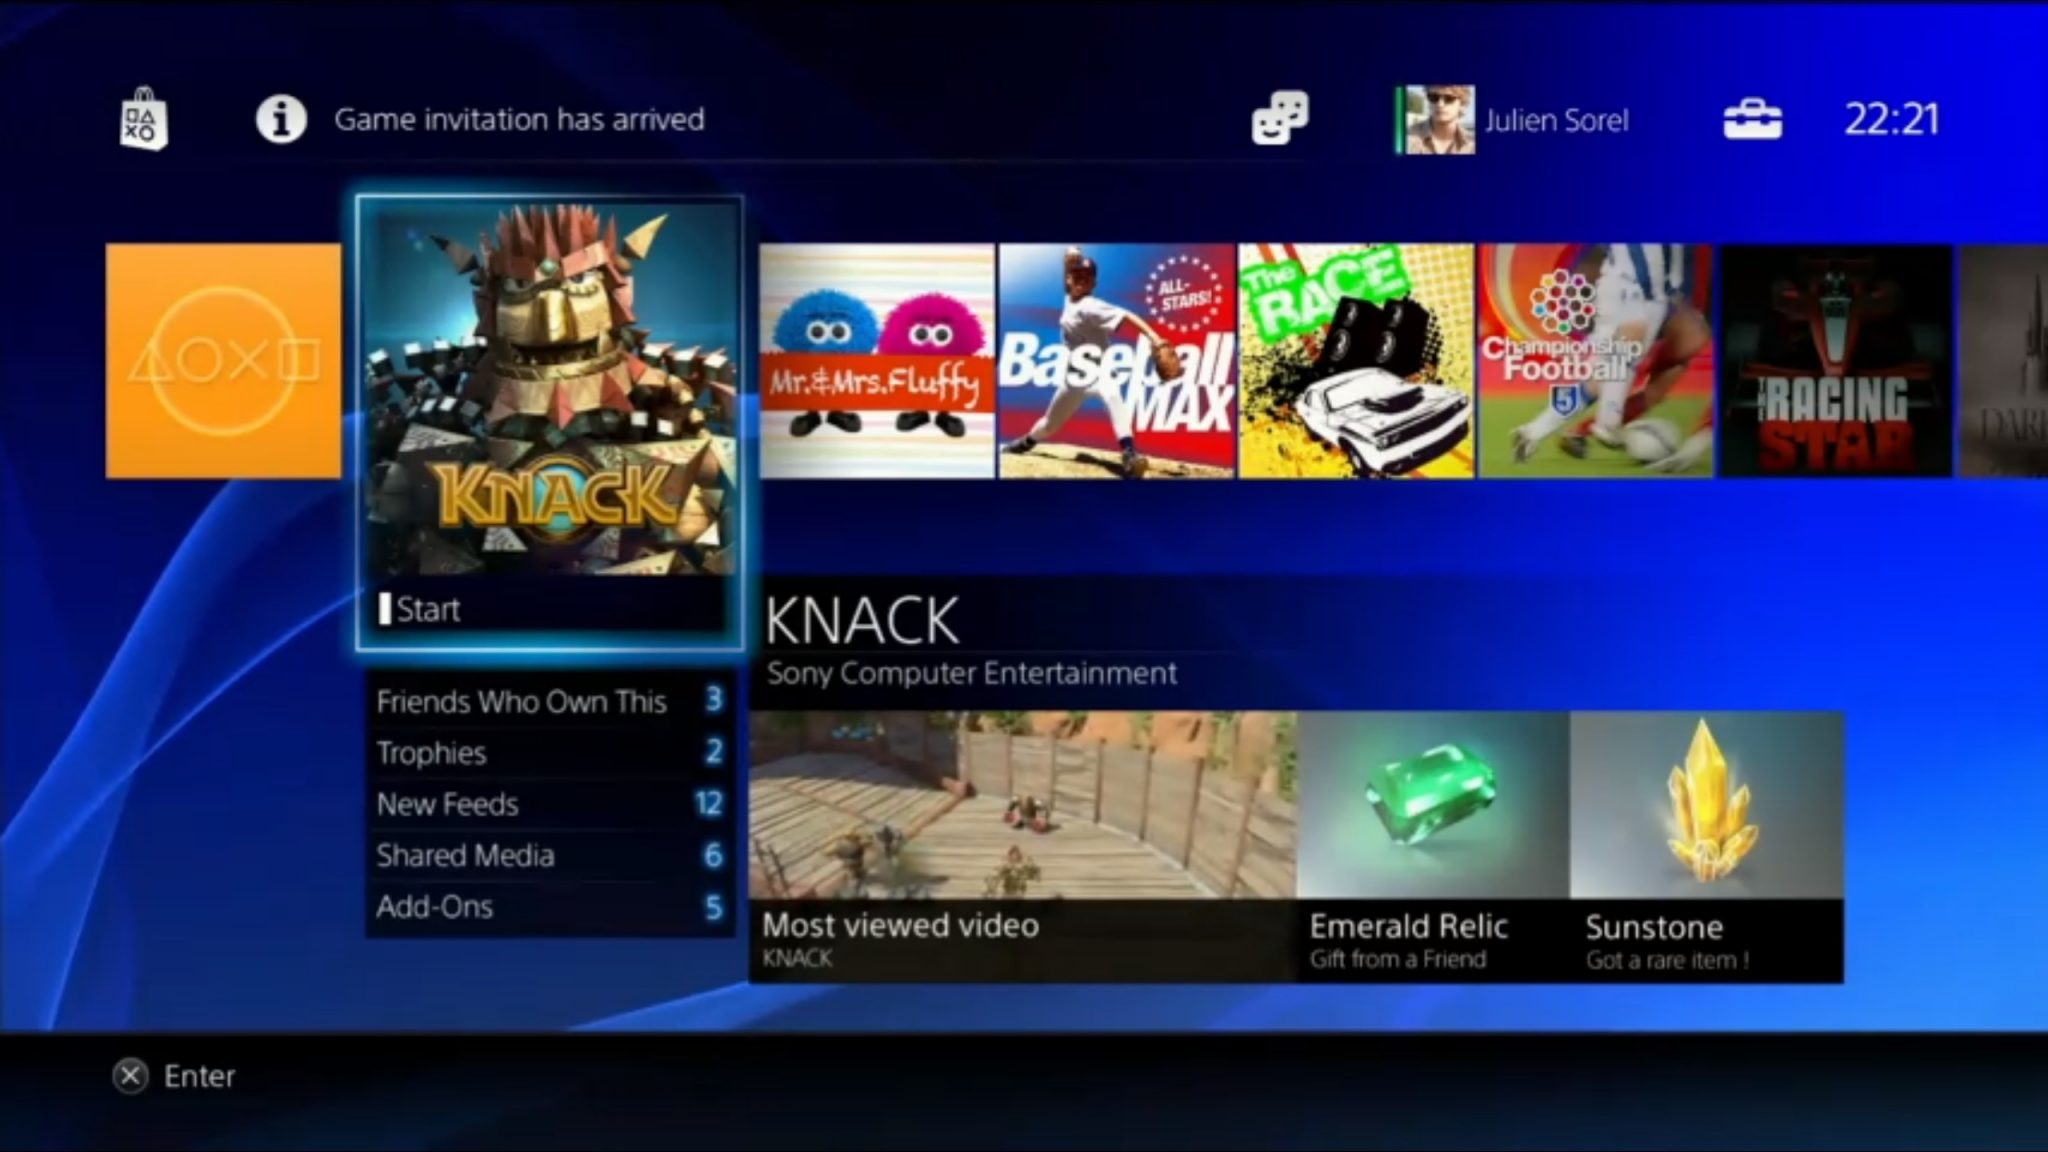 Game invitation has arrived
Julien Sorel
22:21
KNACK
Start
Mr.&Mrs.Fluffy
ALL-
STARS!
Baseball
MAX
The
RACE
Championship
Football
5
THE
RACING
STAR
KNACK
Sony Computer Entertainment
Friends Who Own This 3
Trophies 2
New Feeds 12
Shared Media 6
Add-Ons 5
Most viewed video
KNACK
Emerald Relic
Gift from a Friend
Sunstone
Got a rare item !
Enter